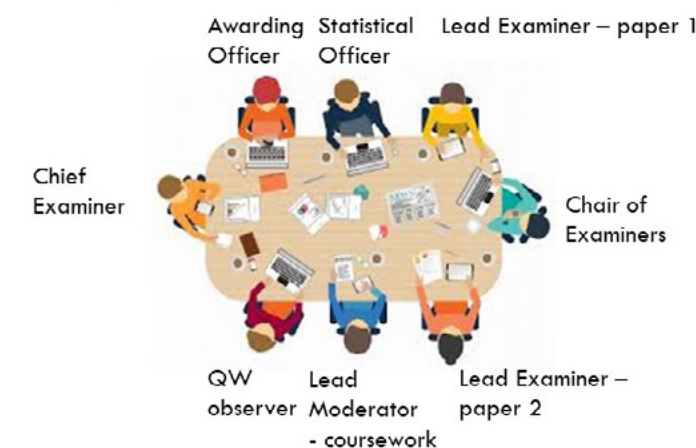 Awarding Officer
Statistical Officer
Lead Examiner – paper 1
Chief
Examiner
Chair of
Examiners
QW
observer
Lead
Moderator
- coursework
Lead Examiner –
paper 2